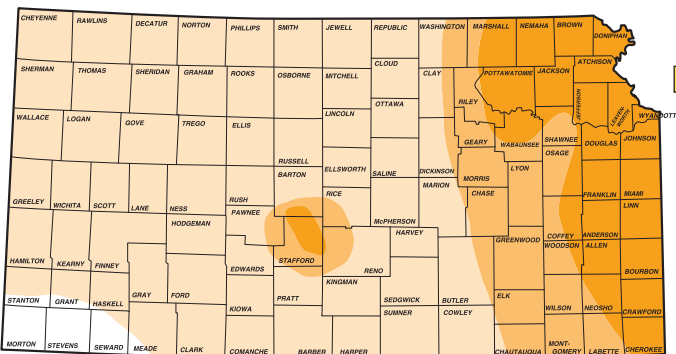 CHEYENNE
RAWLINS
DECATUR
NORTON
PHILLIPS
SMITH
JEWELL
REPUBLIC
WASHINGTON
MARSHALL
NEMAHA
BROWN
DONIPHAN
SHERMAN
THOMAS
SHERIDAN
GRAHAM
ROOKS
OSBORNE
MITCHELL
CLOUD
CLAY
RILEY
POTTAWATOMIE
JACKSON
ATCHISON
JEFFERSON
LEAVEN-
WORTH
WYANDOTT
WALLACE
LOGAN
GOVE
TREGO
ELLIS
RUSSELL
LINCOLN
OTTAWA
GEARY
WABAUNSEE
SHAWNEE
DOUGLAS
JOHNSON
GREELEY
WICHITA
SCOTT
LANE
NESS
RUSH
BARTON
ELLSWORTH
SALINE
DICKINSON
MORRIS
LYON
OSAGE
FRANKLIN
MIAMI
HAMILTON
KEARNY
FINNEY
HODGEMAN
PAWNEE
STAFFORD
RICE
McPHERSON
MARION
CHASE
COFFEY
ANDERSON
LINN
EDWARDS
RENO
HARVEY
GREENWOOD
WOODSON
ALLEN
BOURBON
STANTON
GRANT
HASKELL
GRAY
FORD
KIOWA
PRATT
KINGMAN
SEDGWICK
BUTLER
ELK
WILSON
NEOSHO
CRAWFORD
MORTON
STEVENS
SEWARD
MEADE
CLARK
COMANCHE
BARBER
HARPER
SUMNER
COWLEY
CHAUTAUQUA
MONT-
GOMERY
LABETTE
CHEROKEE